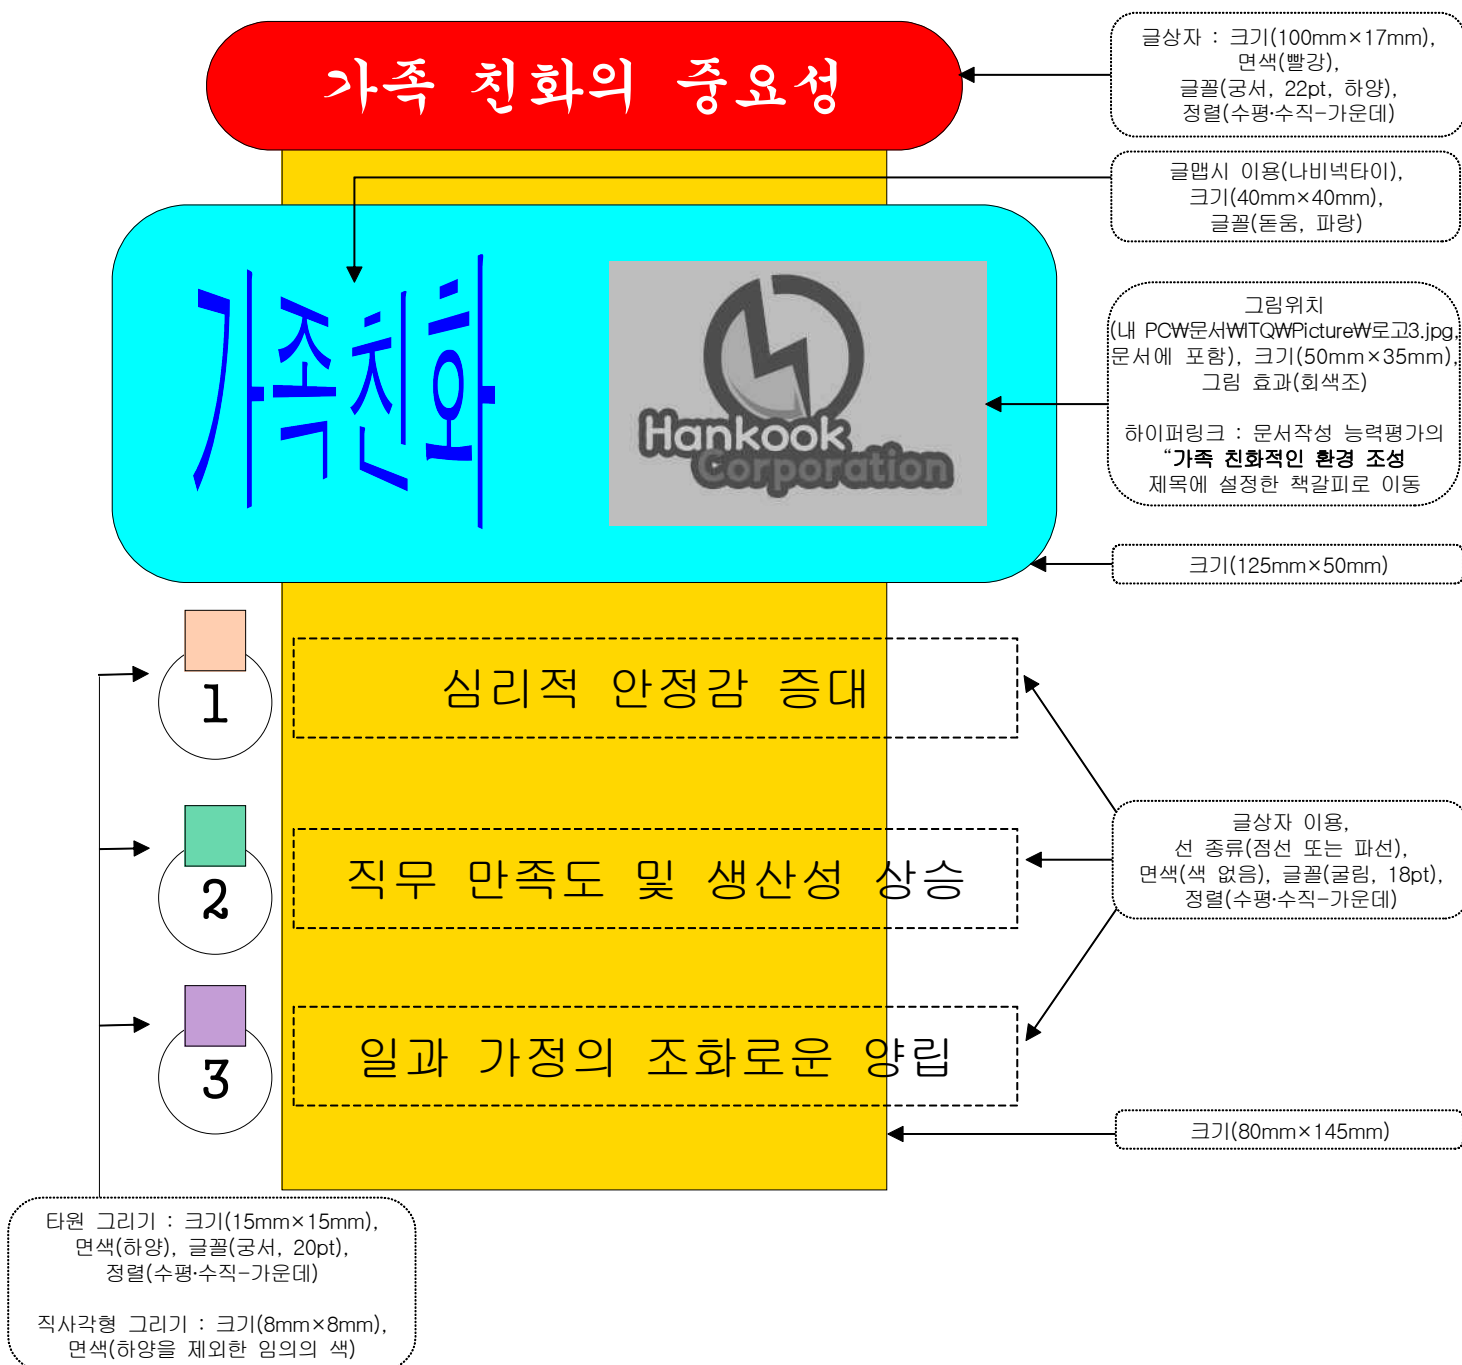 가족 친화의 중요성
글상자 : 크기(100mm×17mm),
면색(빨강),
글꼴(궁서, 22pt, 하양),
정렬(수평·수직-가운데)
글맵시 이용(나비넥타이),
크기(40mm×40mm),
글꼴(돋움, 파랑)
가족친화
Hankook
Corporation
그림위치
(내 PC₩문서₩ITQ₩Picture₩로고3.jpg,
문서에 포함), 크기(50mm×35mm),
그림 효과(회색조)
하이퍼링크 : 문서작성 능력평가의
“가족 친화적인 환경 조성
제목에 설정한 책갈피로 이동
크기(125mm×50mm)
1
심리적 안정감 증대
2
직무 만족도 및 생산성 상승
글상자 이용,
선 종류(점선 또는 파선),
면색(색 없음), 글꼴(굴림, 18pt),
정렬(수평·수직-가운데)
3
일과 가정의 조화로운 양립
크기(80mm×145mm)
타원 그리기 : 크기(15mm×15mm),
면색(하양), 글꼴(궁서, 20pt),
정렬(수평·수직-가운데)
직사각형 그리기 : 크기(8mm×8mm),
면색(하양을 제외한 임의의 색)